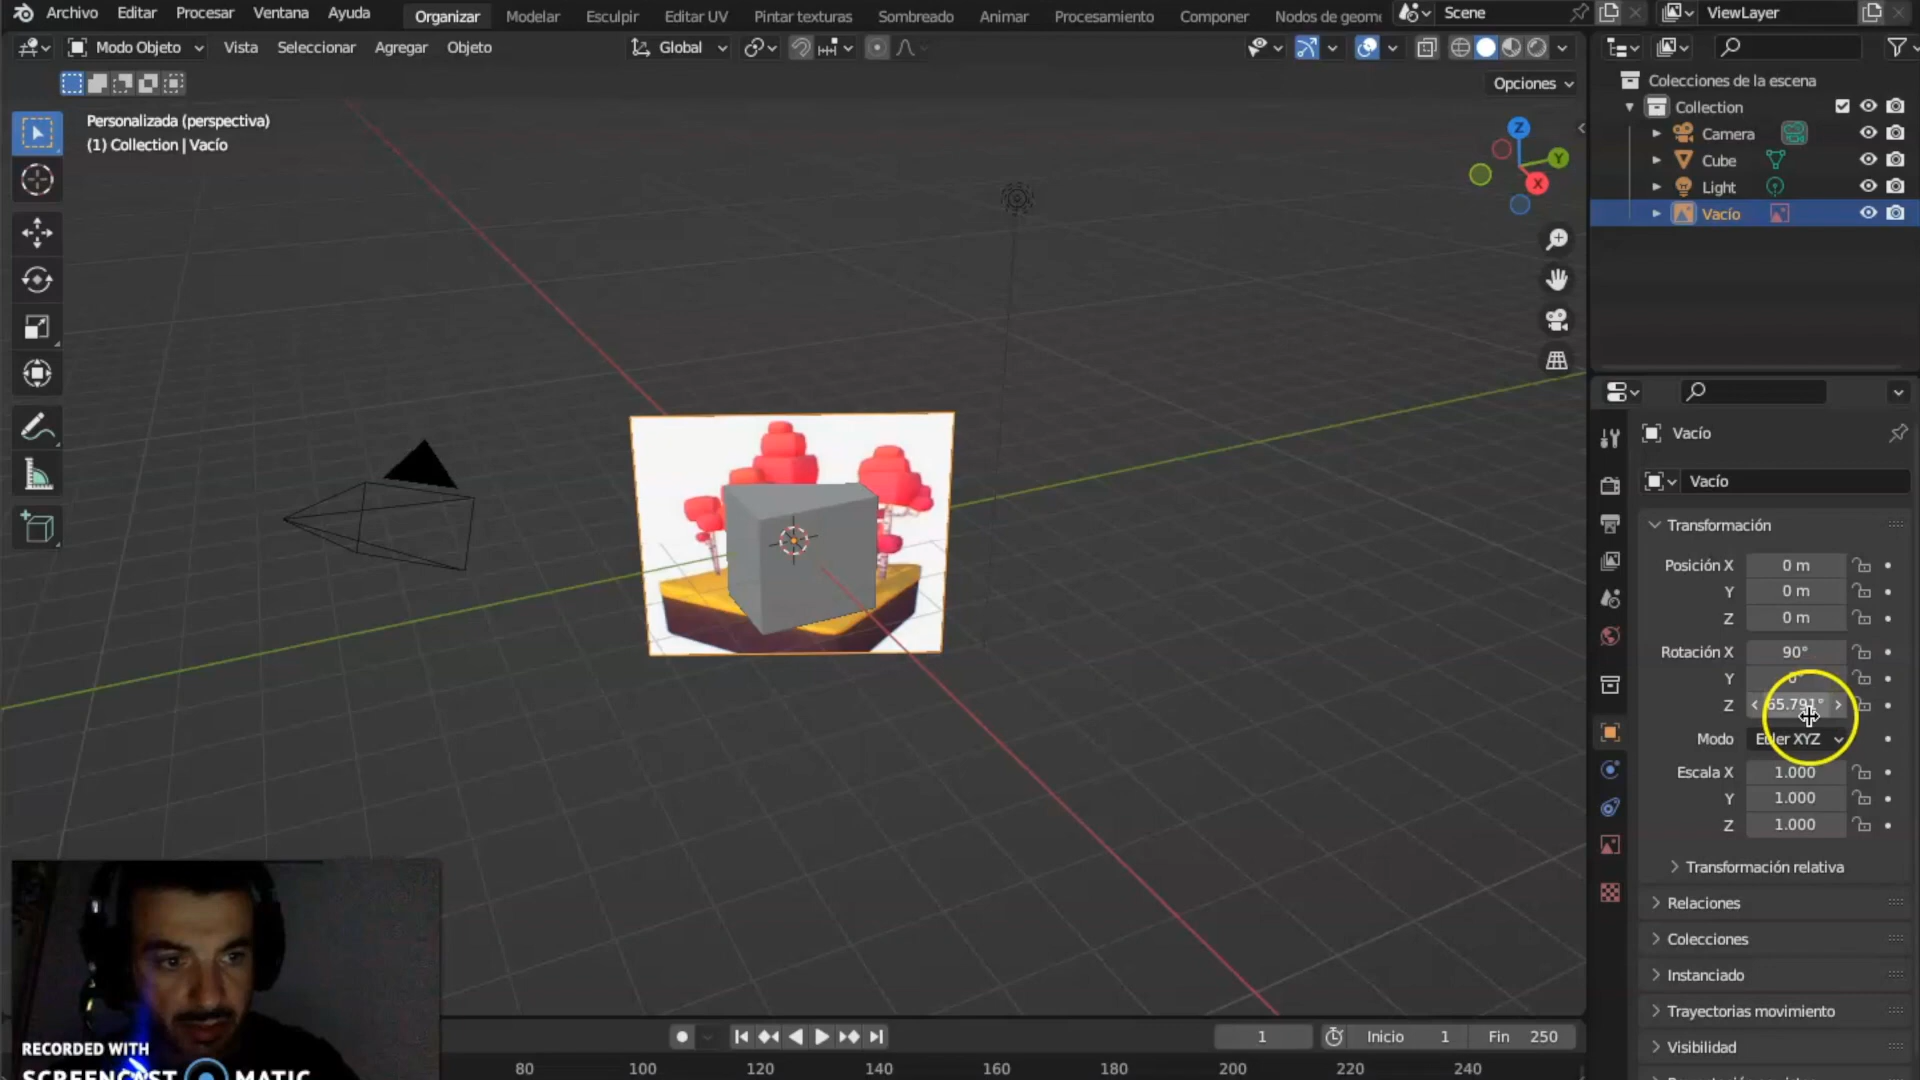 Archivo Editar Procesar Ventana Ayuda Organizar Modelar Esculpir Editar UV Pintar texturas Sombreado Animar Procesamiento Componer Nodos de geom Scene ViewLayer
Modo Objeto Vista Seleccionar Agregar Objeto Global
Opciones
Personalizada (perspectiva)
(1) Collection | Vacío
Z
Y
X
Colecciones de la escena
Collection
Camera
Cube
Light
Vacío
Vacío
Vacío
Transformación
Posición X 0 m
Y 0 m
Z 0 m
Rotación X 90°
Y 0°
Z 65.791°
Modo Euler XYZ
Escala X 1.000
Y 1.000
Z 1.000
Transformación relativa
Relaciones
Colecciones
Instanciado
Trayectorias movimiento
Visibilidad
1 Inicio 1 Fin 250
80 100 120 140 160 180 200 220 240
RECORDED WITH
SCREENCAST MATIC